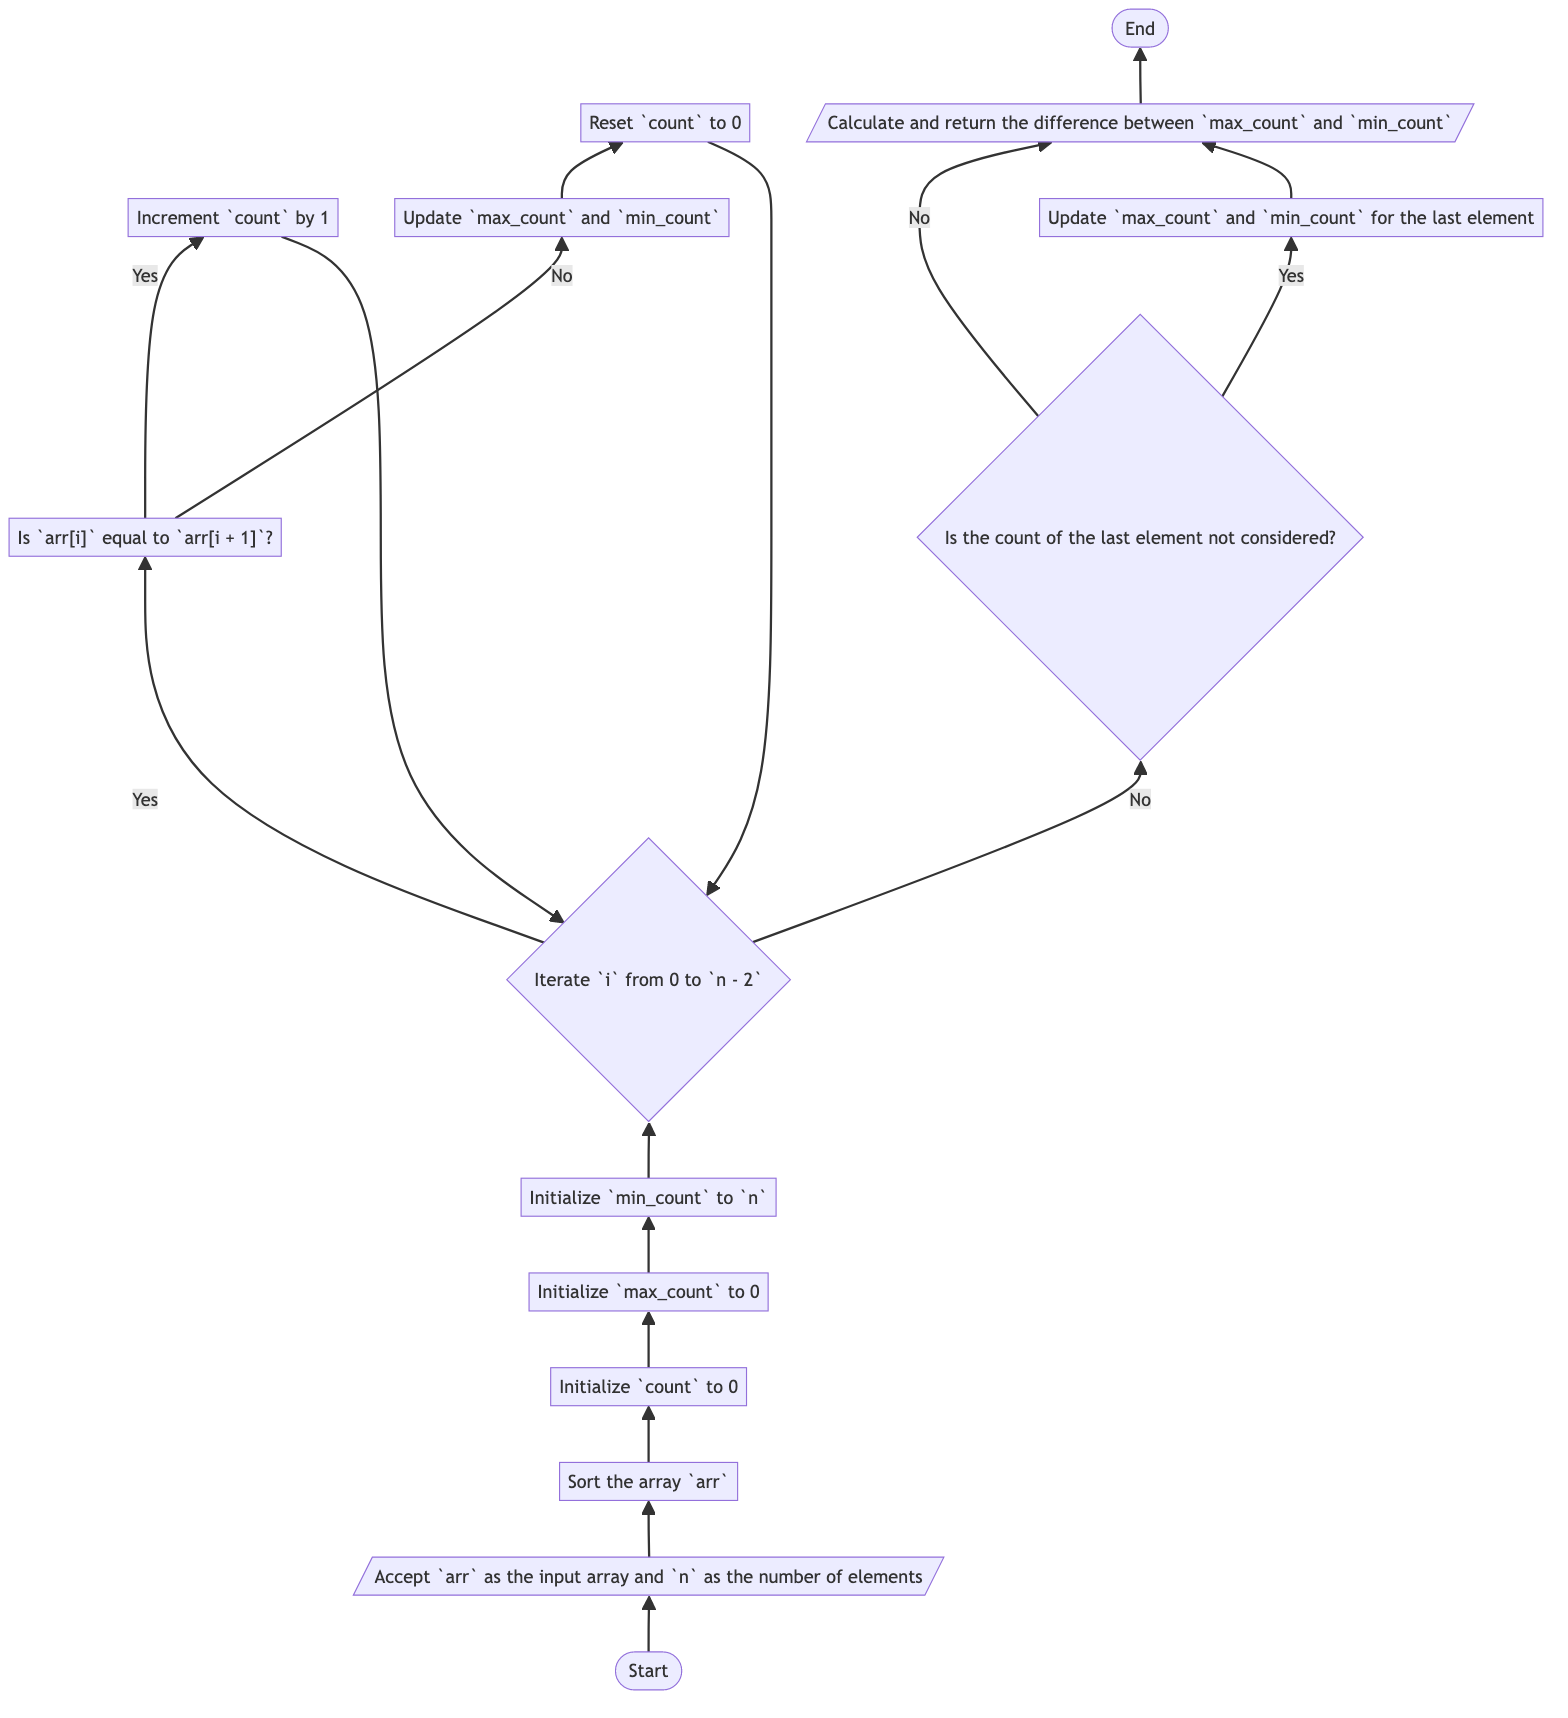 End
Reset `count` to 0
Calculate and return the difference between `max_count` and `min_count`
Increment `count` by 1
Update `max_count` and `min_count`
No
Update `max_count` and `min_count` for the last element
Yes
No
Yes
Is `arr[i]` equal to `arr[i + 1]`?
Is the count of the last element not considered?
Yes
No
Iterate `i` from 0 to `n - 2`
Initialize `min_count` to `n`
Initialize `max_count` to 0
Initialize `count` to 0
Sort the array `arr`
Accept `arr` as the input array and `n` as the number of elements
Start